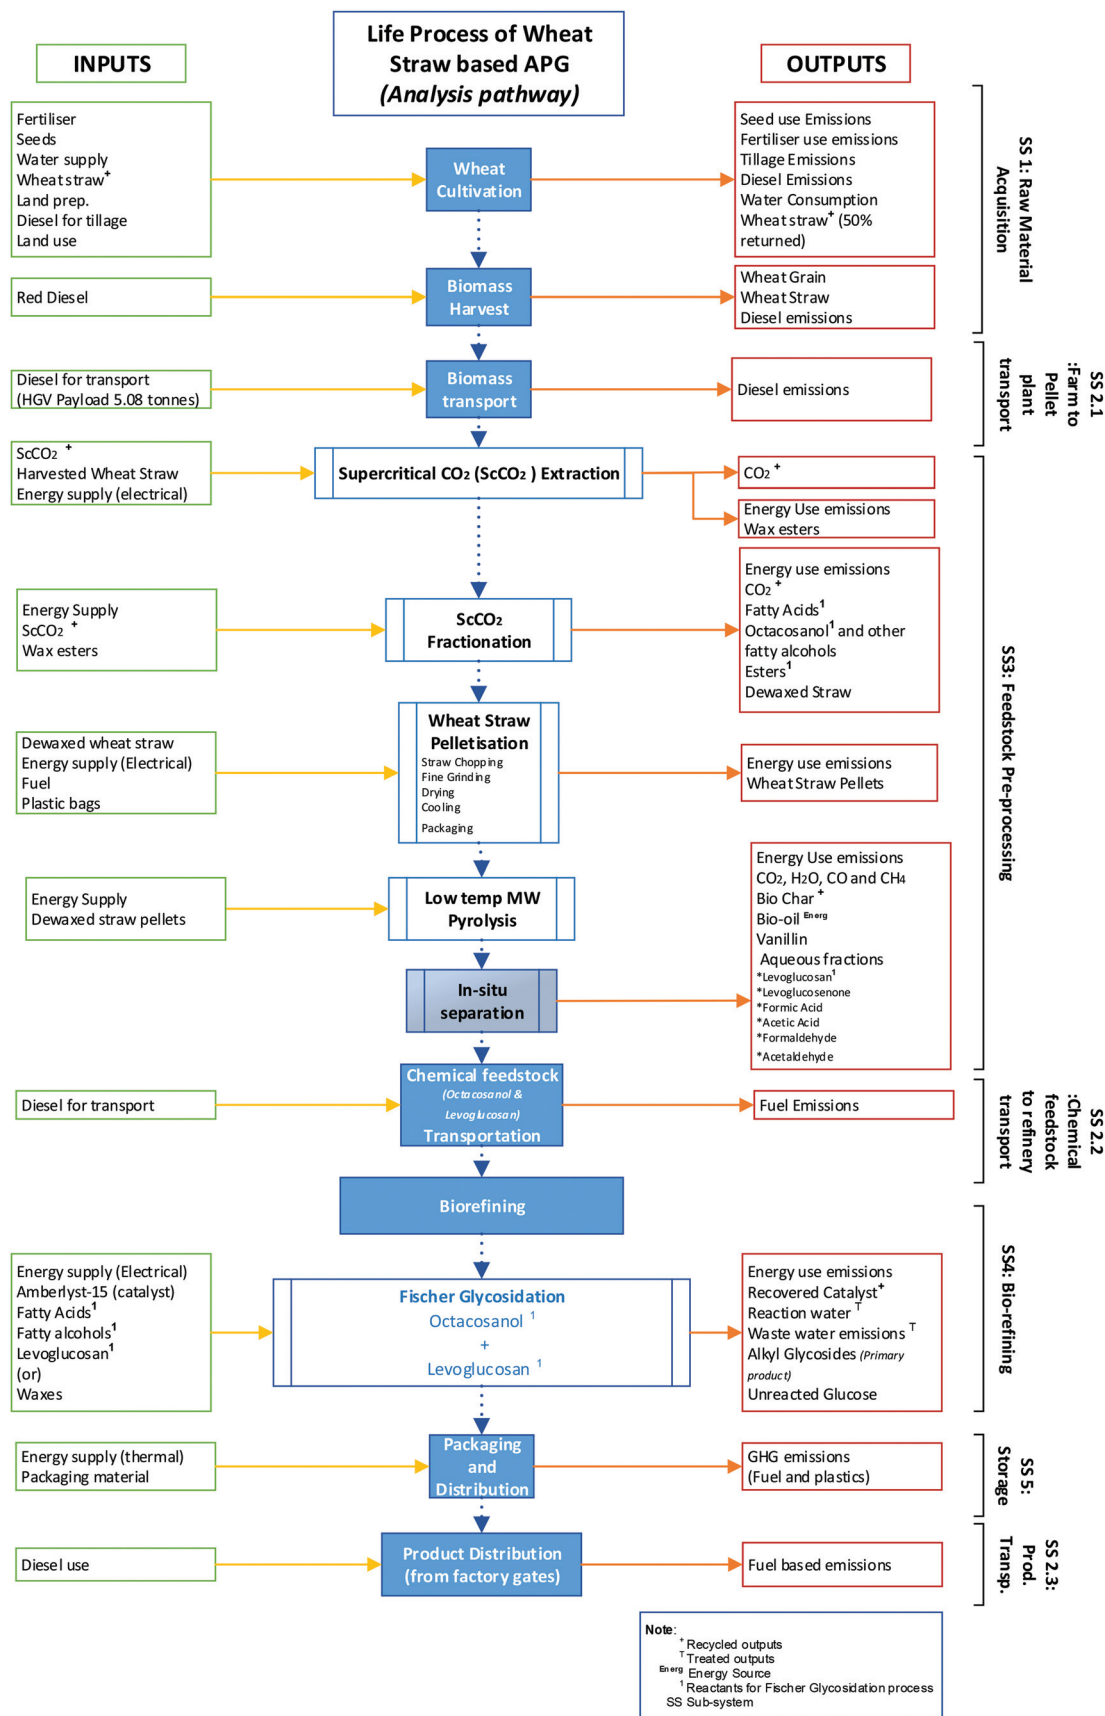 Life Process of Wheat
Straw based APG
(Analysis pathway)
INPUTS
OUTPUTS
Fertiliser
Seeds
Water supply
Wheat straw⁺
Land prep.
Diesel for tillage
Land use
Wheat
Cultivation
Seed use Emissions
Fertiliser use emissions
Tillage Emissions
Diesel Emissions
Water Consumption
Wheat straw⁺ (50%
returned)
SS 1: Raw Material
Acquisition
Red Diesel
Biomass
Harvest
Wheat Grain
Wheat Straw
Diesel emissions
Diesel for transport
(HGV Payload 5.08 tonnes)
Biomass
transport
Diesel emissions
SS 2.1
:Farm to
Pellet
plant
transport
ScCO₂ ⁺
Harvested Wheat Straw
Energy supply (electrical)
Supercritical CO₂ (ScCO₂ ) Extraction
CO₂ ⁺
Energy Use emissions
Wax esters
Energy Supply
ScCO₂ ⁺
Wax esters
ScCO₂
Fractionation
Energy use emissions
CO₂ ⁺
Fatty Acids¹
Octacosanol¹ and other
fatty alcohols
Esters¹
Dewaxed Straw
SS3: Feedstock Pre-processing
Dewaxed wheat straw
Energy supply (Electrical)
Fuel
Plastic bags
Wheat Straw
Pelletisation
Straw Chopping
Fine Grinding
Drying
Cooling
Packaging
Energy use emissions
Wheat Straw Pellets
Energy Supply
Dewaxed straw pellets
Low temp MW
Pyrolysis
In-situ
separation
Energy Use emissions
CO₂, H₂O, CO and CH₄
Bio Char ⁺
Bio-oil ᴱⁿᵉʳᵍ
Vanillin
Aqueous fractions
*Levoglucosan¹
*Levoglucosenone
*Formic Acid
*Acetic Acid
*Formaldehyde
*Acetaldehyde
Diesel for transport
Chemical feedstock
(Octacosanol &
Levoglucosan)
Transportation
Fuel Emissions
SS 2.2
:Chemical
feedstock
to refinery
transport
Biorefining
Energy supply (Electrical)
Amberlyst-15 (catalyst)
Fatty Acids¹
Fatty alcohols¹
Levoglucosan¹
(or)
Waxes
Fischer Glycosidation
Octacosanol ¹
+
Levoglucosan ¹
Energy use emissions
Recovered Catalyst⁺
Reaction water ᵀ
Waste water emissions ᵀ
Alkyl Glycosides (Primary
product)
Unreacted Glucose
SS4: Bio-refining
Energy supply (thermal)
Packaging material
Packaging
and
Distribution
GHG emissions
(Fuel and plastics)
SS 5:
Storage
Diesel use
Product Distribution
(from factory gates)
Fuel based emissions
SS 2.3:
Prod.
Transp.
Note:
⁺ Recycled outputs
ᵀ Treated outputs
ᴱⁿᵉʳᵍ Energy Source
¹ Reactants for Fischer Glycosidation process
SS Sub-system